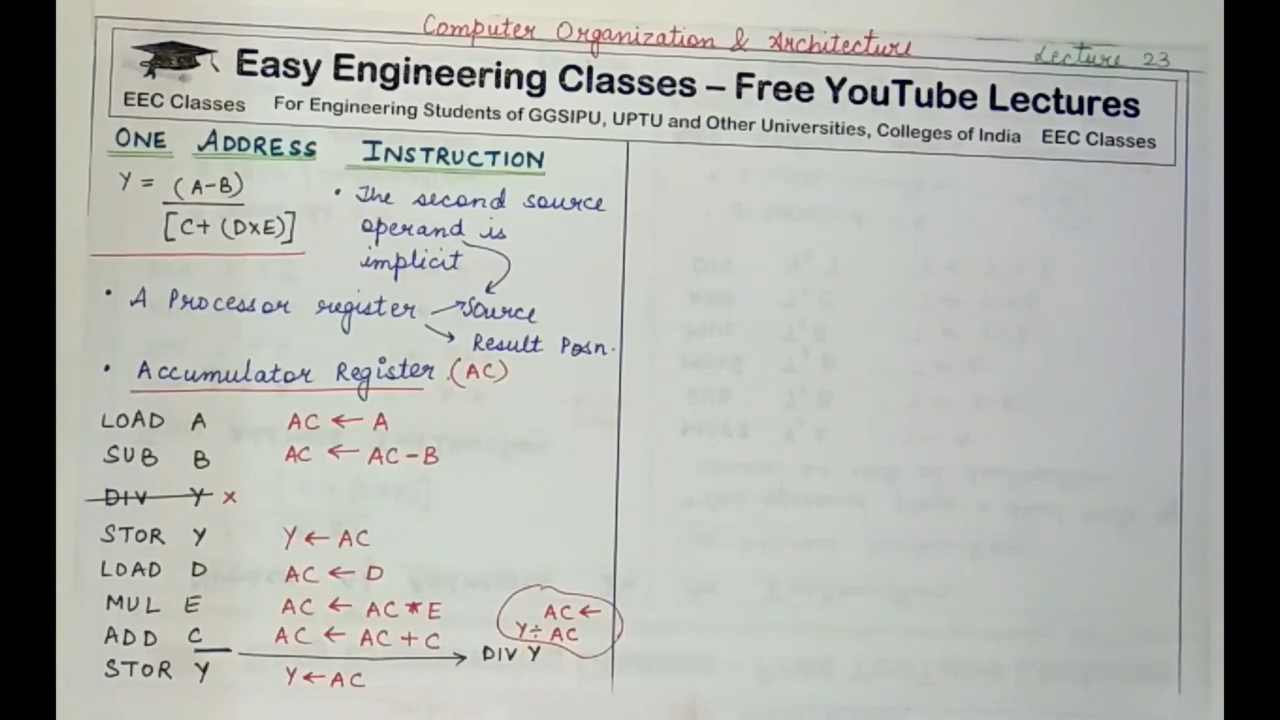 Computer Organization & Architecture
Lecture 23
Easy Engineering Classes – Free YouTube Lectures
EEC Classes For Engineering Students of GGSIPU, UPTU and Other Universities, Colleges of India EEC Classes
ONE ADDRESS INSTRUCTION
Y = (A-B)
[C+ (D×E)]
• The second source
operand is
implicit
• A Processor register → Source
→ Result Posn.
• Accumulator Register (AC)
LOAD A AC ← A
SUB B AC ← AC - B
DIV Y ×
STOR Y Y ← AC
LOAD D AC ← D
MUL E AC ← AC * E
ADD C AC ← AC + C
AC ←
Y ÷ AC
DIV Y
STOR Y Y ← AC